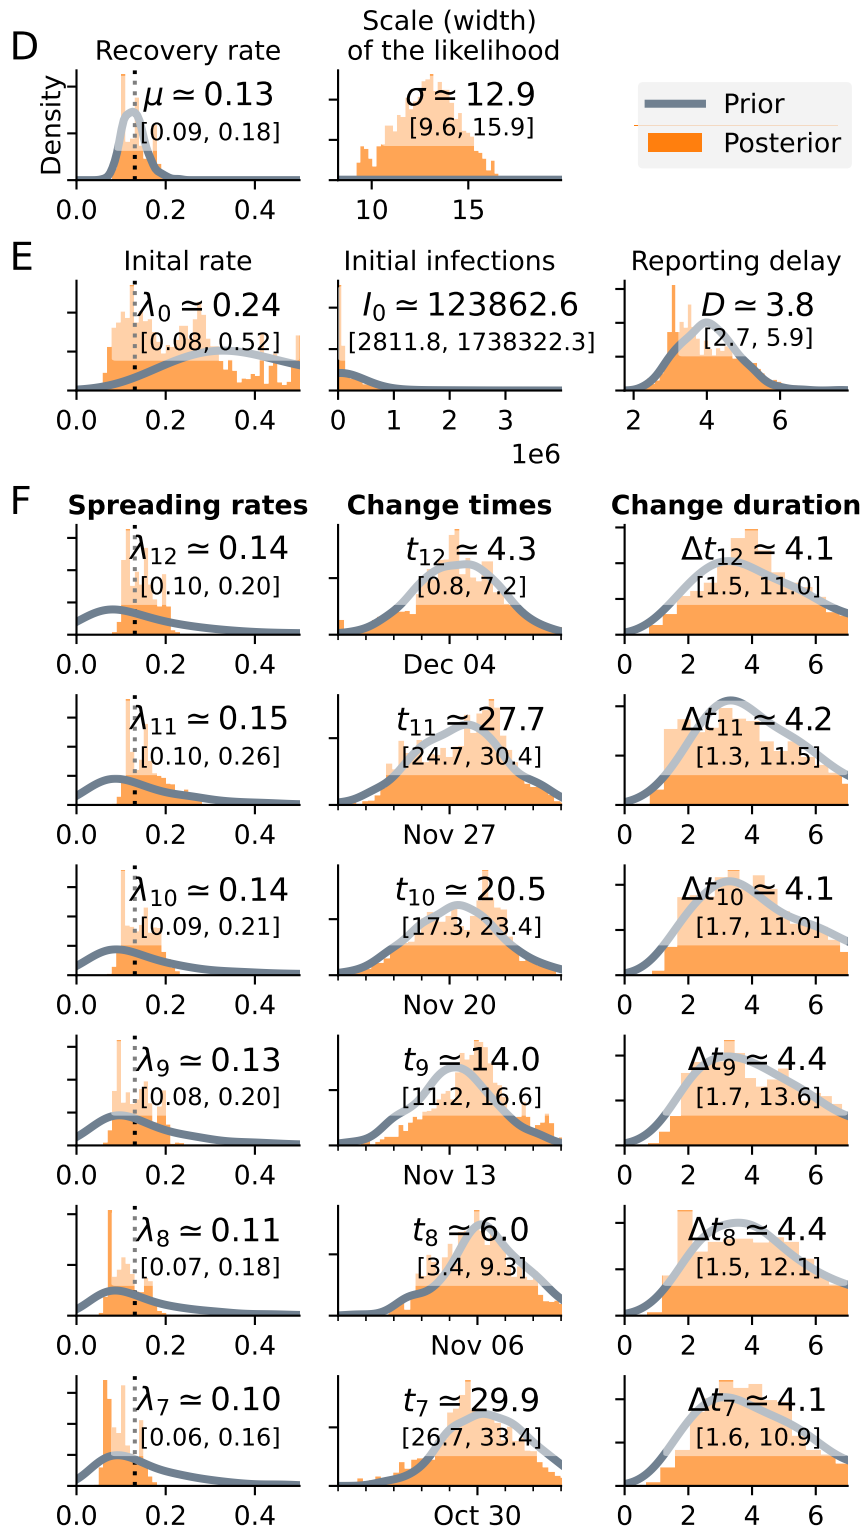 D
Recovery rate
Density
μ ≃ 0.13
[0.09, 0.18]
0.0 0.2 0.4
Scale (width)
of the likelihood
σ ≃ 12.9
[9.6, 15.9]
10 15
Prior
Posterior
E
Inital rate
λ0 ≃ 0.24
[0.08, 0.52]
0.0 0.2 0.4
Initial infections
I0 ≃ 123862.6
[2811.8, 1738322.3]
0 1 2 3
1e6
Reporting delay
D ≃ 3.8
[2.7, 5.9]
2 4 6
F
Spreading rates Change times Change duration
λ12 ≃ 0.14
[0.10, 0.20]
0.0 0.2 0.4
t12 ≃ 4.3
[0.8, 7.2]
Dec 04
Δt12 ≃ 4.1
[1.5, 11.0]
0 2 4 6
λ11 ≃ 0.15
[0.10, 0.26]
0.0 0.2 0.4
t11 ≃ 27.7
[24.7, 30.4]
Nov 27
Δt11 ≃ 4.2
[1.3, 11.5]
0 2 4 6
λ10 ≃ 0.14
[0.09, 0.21]
0.0 0.2 0.4
t10 ≃ 20.5
[17.3, 23.4]
Nov 20
Δt10 ≃ 4.1
[1.7, 11.0]
0 2 4 6
λ9 ≃ 0.13
[0.08, 0.20]
0.0 0.2 0.4
t9 ≃ 14.0
[11.2, 16.6]
Nov 13
Δt9 ≃ 4.4
[1.7, 13.6]
0 2 4 6
λ8 ≃ 0.11
[0.07, 0.18]
0.0 0.2 0.4
t8 ≃ 6.0
[3.4, 9.3]
Nov 06
Δt8 ≃ 4.4
[1.5, 12.1]
0 2 4 6
λ7 ≃ 0.10
[0.06, 0.16]
0.0 0.2 0.4
t7 ≃ 29.9
[26.7, 33.4]
Oct 30
Δt7 ≃ 4.1
[1.6, 10.9]
0 2 4 6